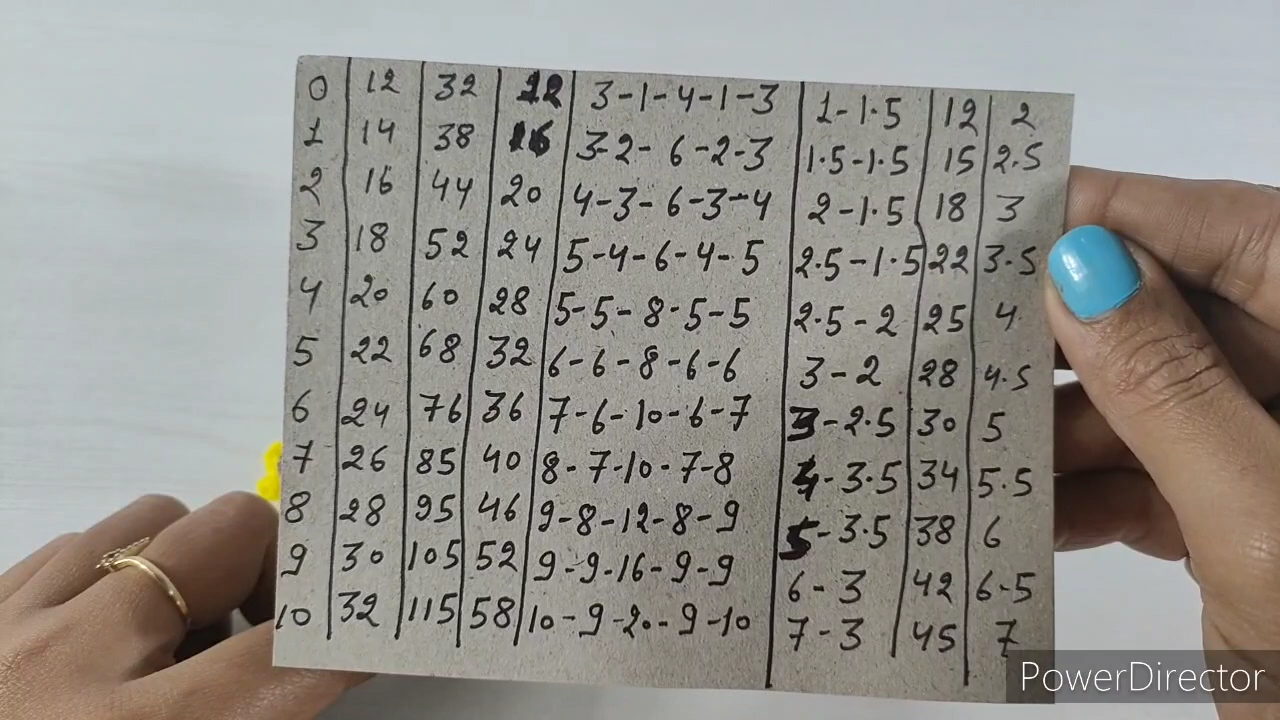 0 12 32 12 3-1-4-1-3 1-1.5 12 2
1 14 38 16 3-2-6-2-3 1.5-1.5 15 2.5
2 16 44 20 4-3-6-3-4 2-1.5 18 3
3 18 52 24 5-4-6-4-5 2.5-1.5 22 3.5
4 20 60 28 5-5-8-5-5 2.5-2 25 4
5 22 68 32 6-6-8-6-6 3-2 28 4.5
6 24 76 36 7-6-10-6-7 3-2.5 30 5
7 26 85 40 8-7-10-7-8 4-3.5 34 5.5
8 28 95 46 9-8-12-8-9 5-3.5 38 6
9 30 105 52 9-9-16-9-9 6-3 42 6-5
10 32 115 58 10-9-20-9-10 7-3 45 7
PowerDirector